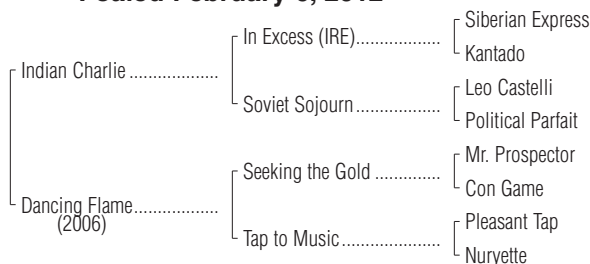 Siberian Express
In Excess (IRE)
Kantado
Indian Charlie
Leo Castelli
Soviet Sojourn
Political Parfait
Mr. Prospector
Seeking the Gold
Con Game
Dancing Flame
(2006)
Pleasant Tap
Tap to Music
Nuryette